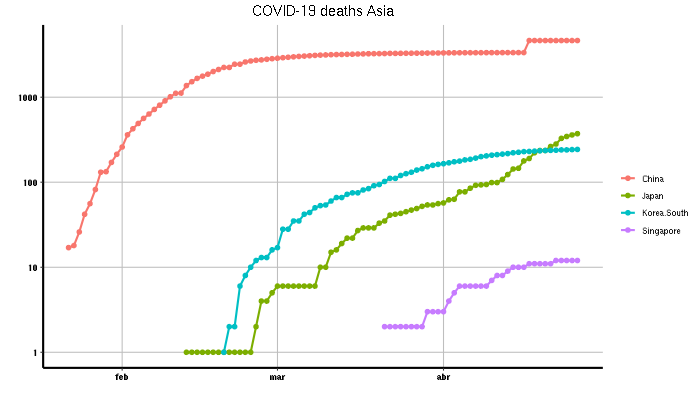 COVID-19 deaths Asia
1000
100
10
1
feb mar abr
China
Japan
Korea.South
Singapore